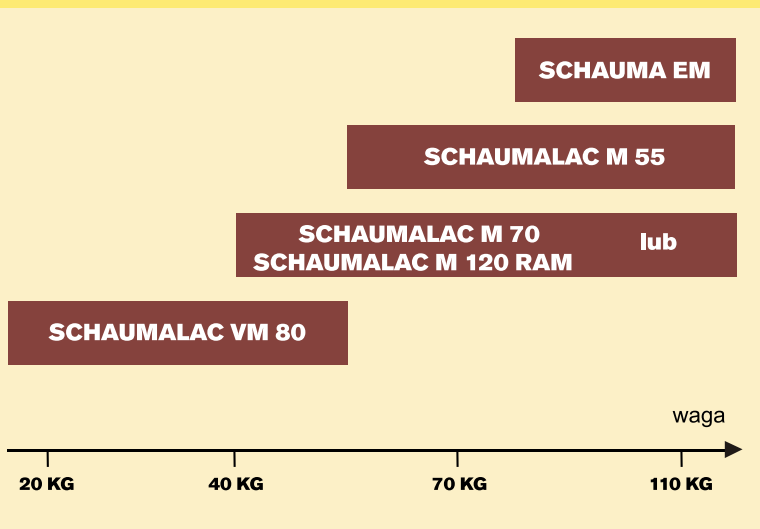 SCHAUMA EM
SCHAUMALAC M 55
SCHAUMALAC M 70 lub
SCHAUMALAC M 120 RAM
SCHAUMALAC VM 80
waga
20 KG 40 KG 70 KG 110 KG